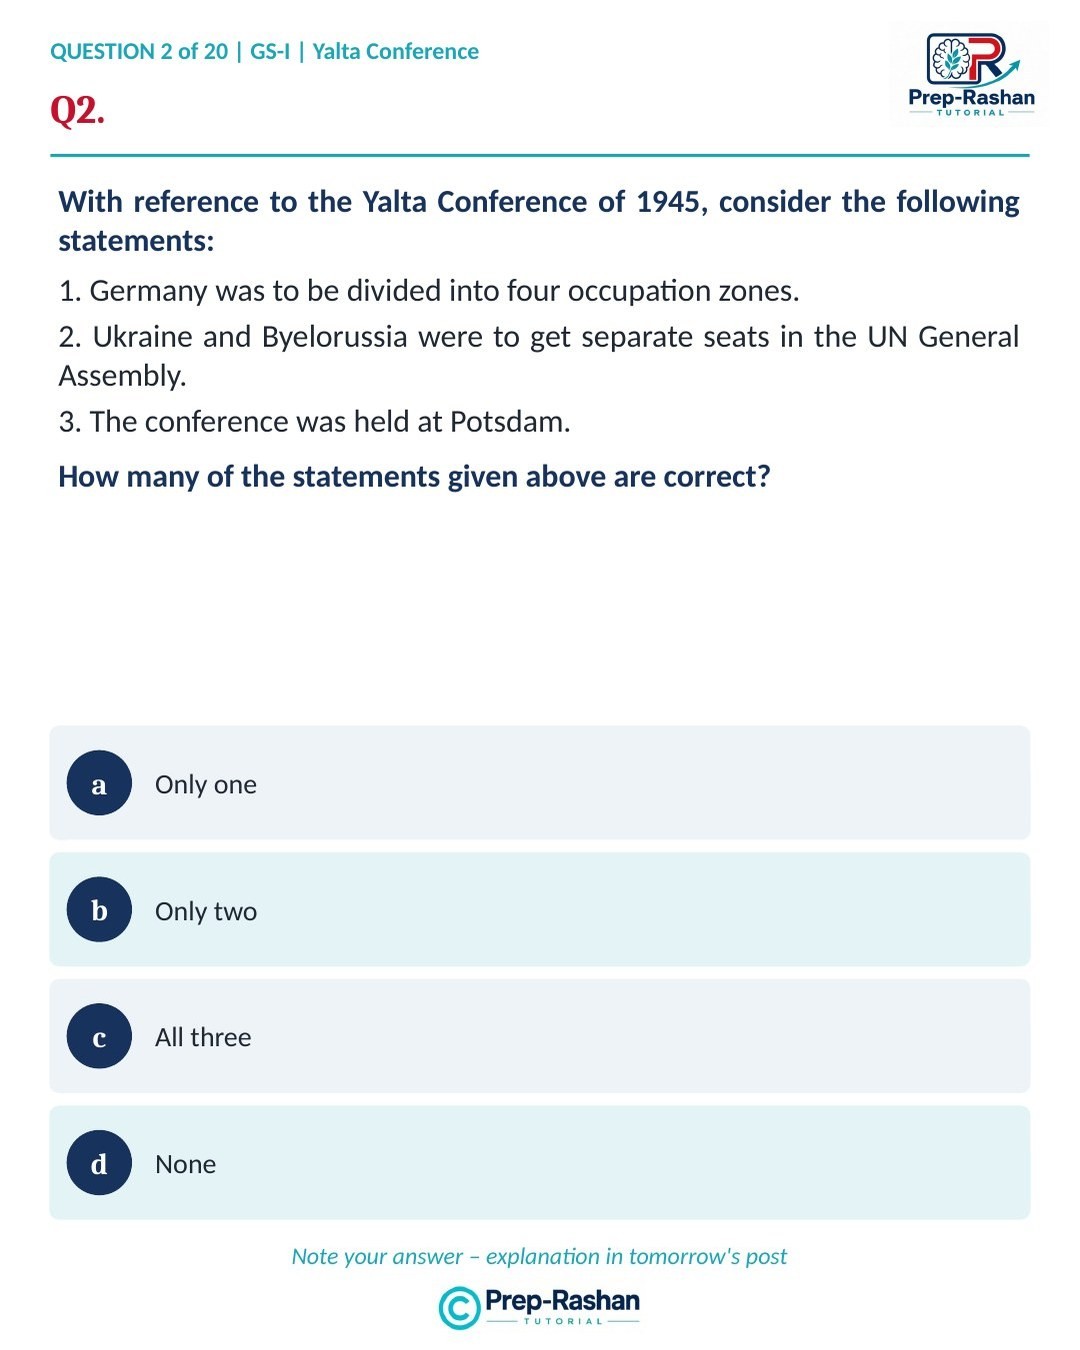 QUESTION 2 of 20 | GS-I | Yalta Conference
Prep-Rashan
TUTORIAL
Q2.
With reference to the Yalta Conference of 1945, consider the following
statements:
1. Germany was to be divided into four occupation zones.
2. Ukraine and Byelorussia were to get separate seats in the UN General
Assembly.
3. The conference was held at Potsdam.
How many of the statements given above are correct?
a Only one
b Only two
c All three
d None
Note your answer – explanation in tomorrow's post
© Prep-Rashan
TUTORIAL